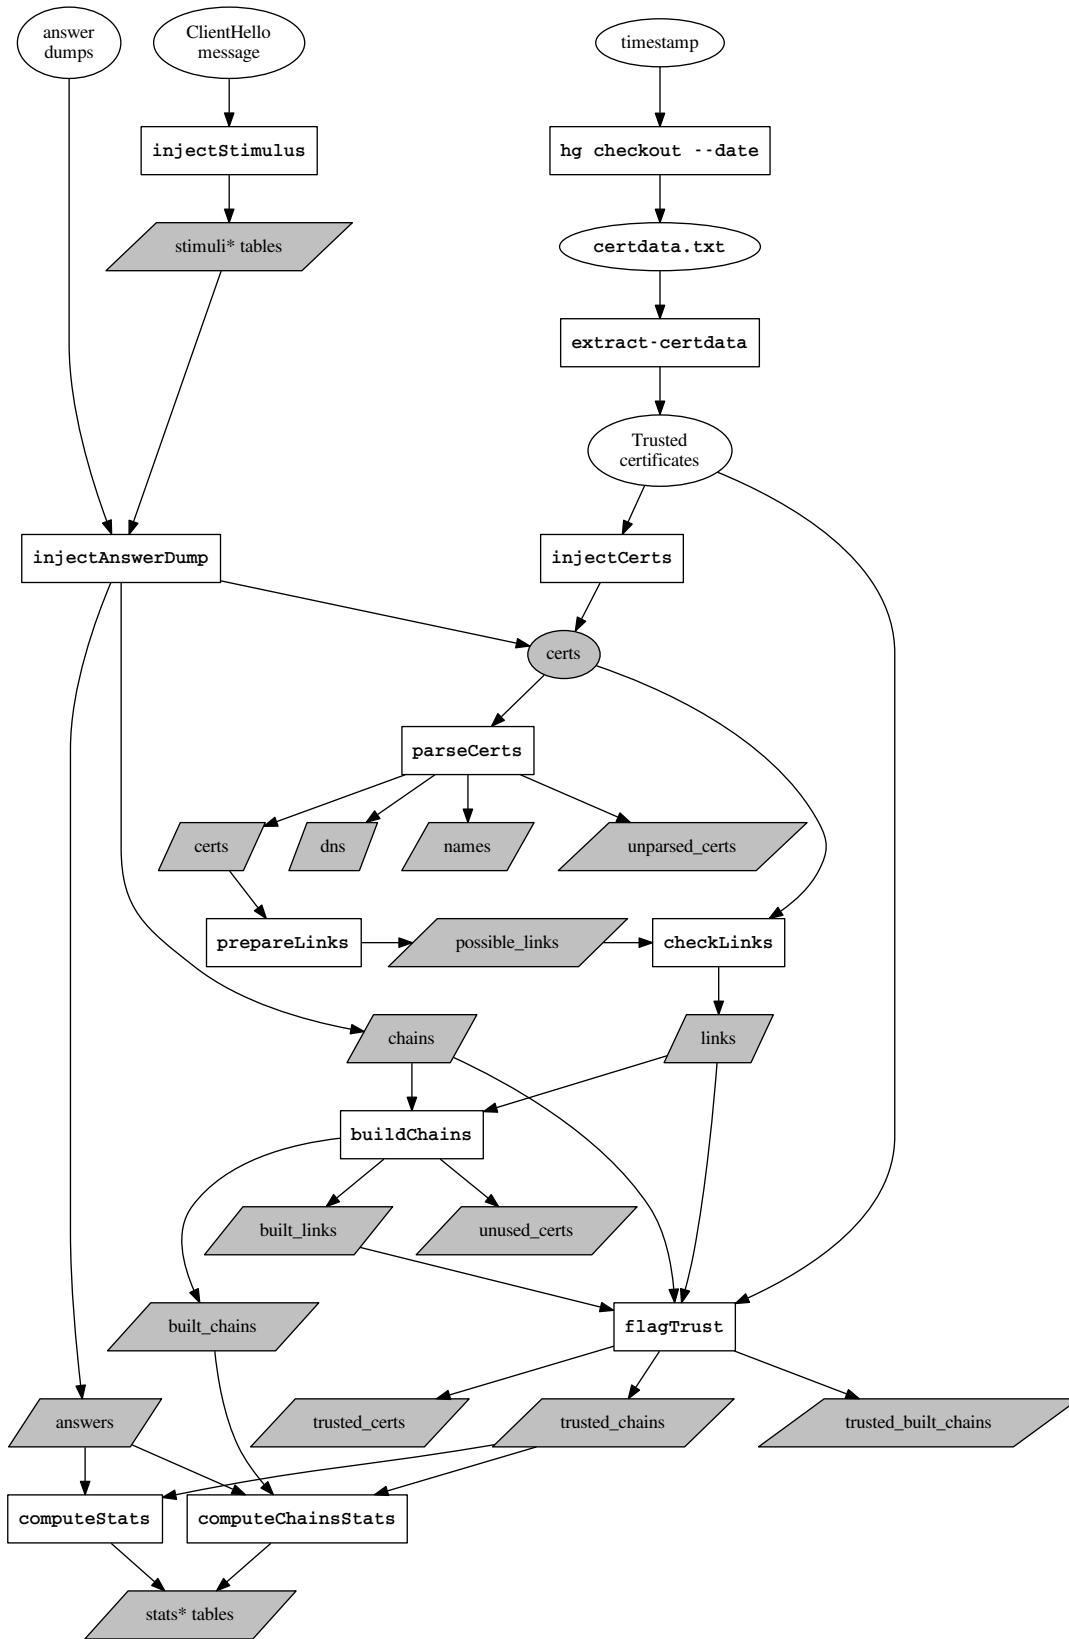 answer
dumps
ClientHello
message
timestamp
injectStimulus
hg checkout --date
stimuli* tables
certdata.txt
extract-certdata
Trusted
certificates
injectAnswerDump
injectCerts
certs
parseCerts
certs
dns
names
unparsed_certs
prepareLinks
possible_links
checkLinks
chains
links
buildChains
built_links
unused_certs
built_chains
flagTrust
answers
trusted_certs
trusted_chains
trusted_built_chains
computeStats
computeChainsStats
stats* tables